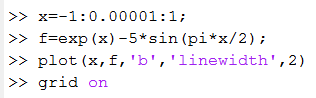 >> x=-1:0.00001:1;
>> f=exp(x)-5*sin(pi*x/2);
>> plot(x,f,'b','linewidth',2)
>> grid on